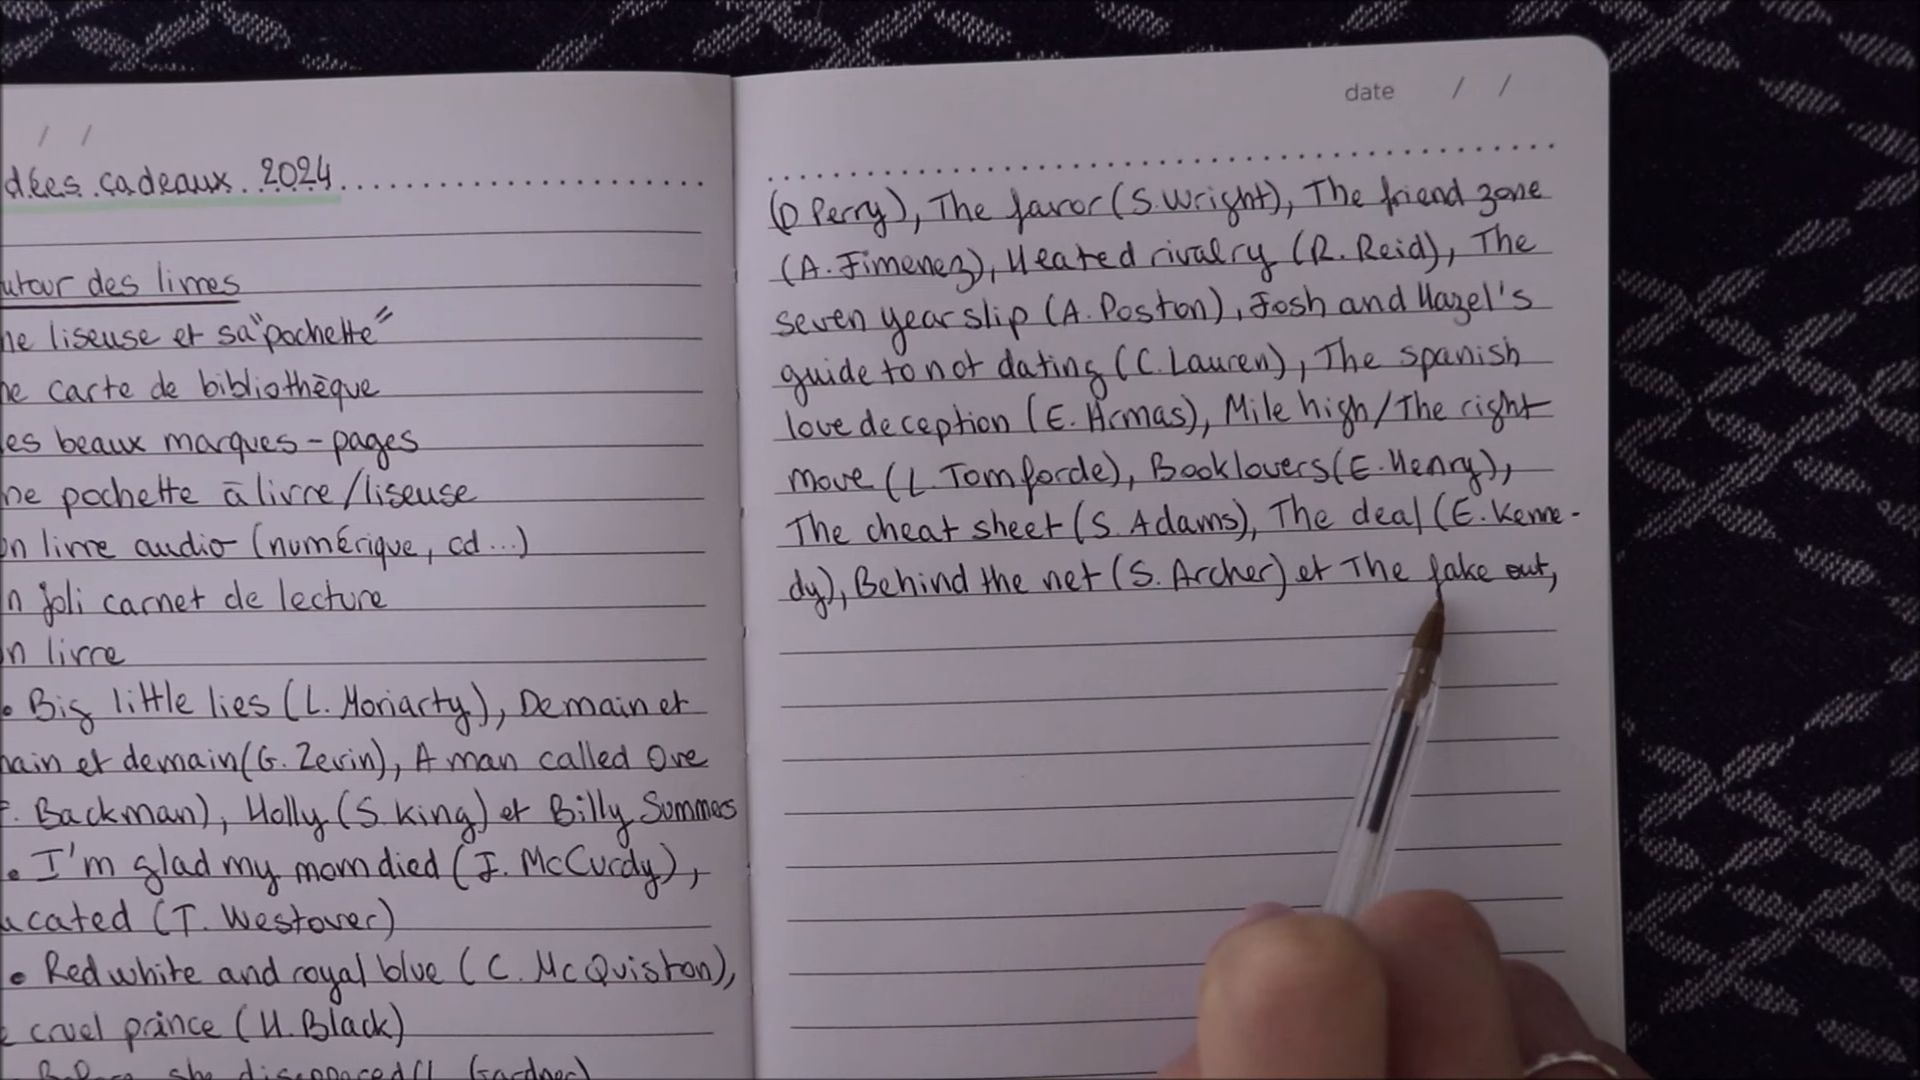 / /
dées cadeaux 2024
utour des livres
ne liseuse et sa "pochette"
ne carte de bibliothèque
es beaux marques-pages
ne pochette à livre/liseuse
n livre audio (numérique, cd...)
n joli carnet de lecture
n livre
• Big little lies (L. Moriarty), Demain et
main et demain (G. Zevin), A man called Ove
F. Backman), Holly (S. King) et Billy Summers
• I'm glad my mom died (J. McCurdy),
ucated (T. Westover)
• Red white and royal blue (C. McQuiston),
e cruel prince (H. Black)
she disappeared (L. Gardner)
date / /
(D Perry), The favor (S. Wright), The friend zone
(A. Jimenez), Heated rivalry (R. Reid), The
seven year slip (A. Poston), Josh and Hazel's
guide to not dating (C. Lauren), The spanish
love deception (E. Armas), Mile high/The right
move (L. Tomforde), Book lovers (E. Henry),
The cheat sheet (S. Adams), The deal (E. Kenne-
dy), Behind the net (S. Archer) et The fake out,